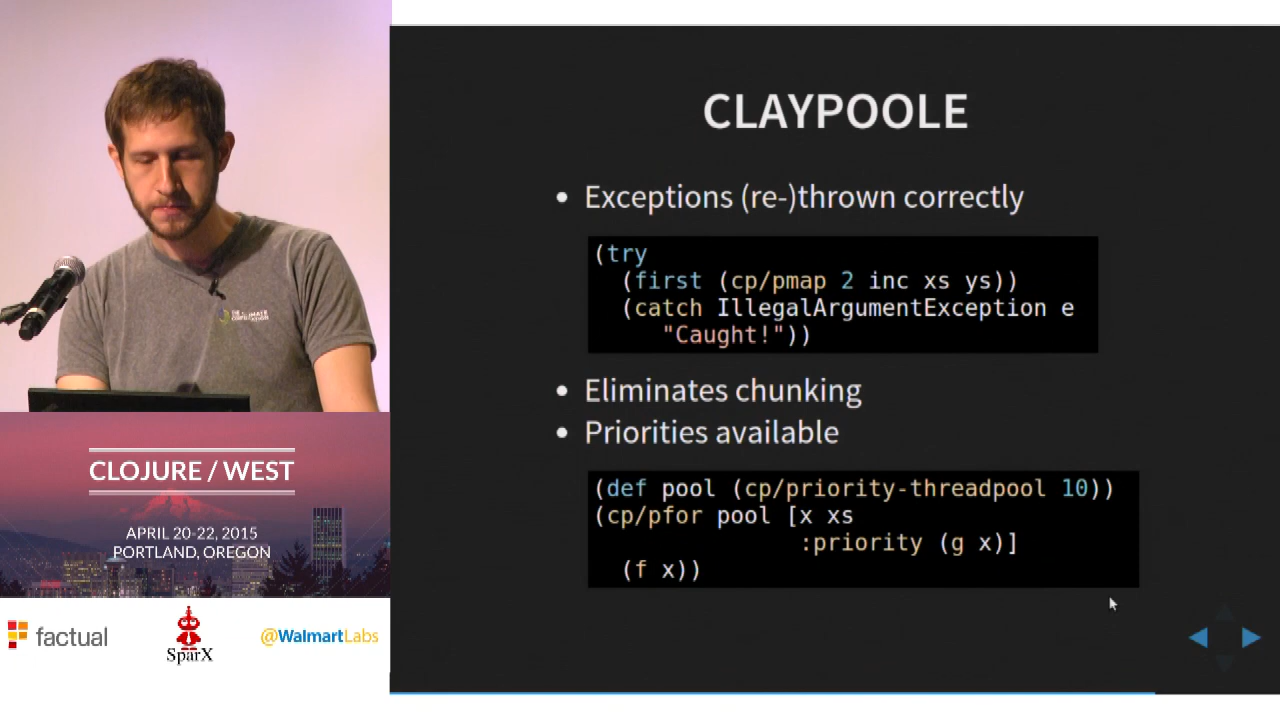 CLAYPOOLE
• Exceptions (re-)thrown correctly
(try
  (first (cp/pmap 2 inc xs ys))
  (catch IllegalArgumentException e
     "Caught!"))
• Eliminates chunking
• Priorities available
(def pool (cp/priority-threadpool 10))
(cp/pfor pool [x xs
               :priority (g x)]
  (f x))
CLOJURE / WEST
APRIL 20-22, 2015
PORTLAND, OREGON
factual
SparX
@WalmartLabs